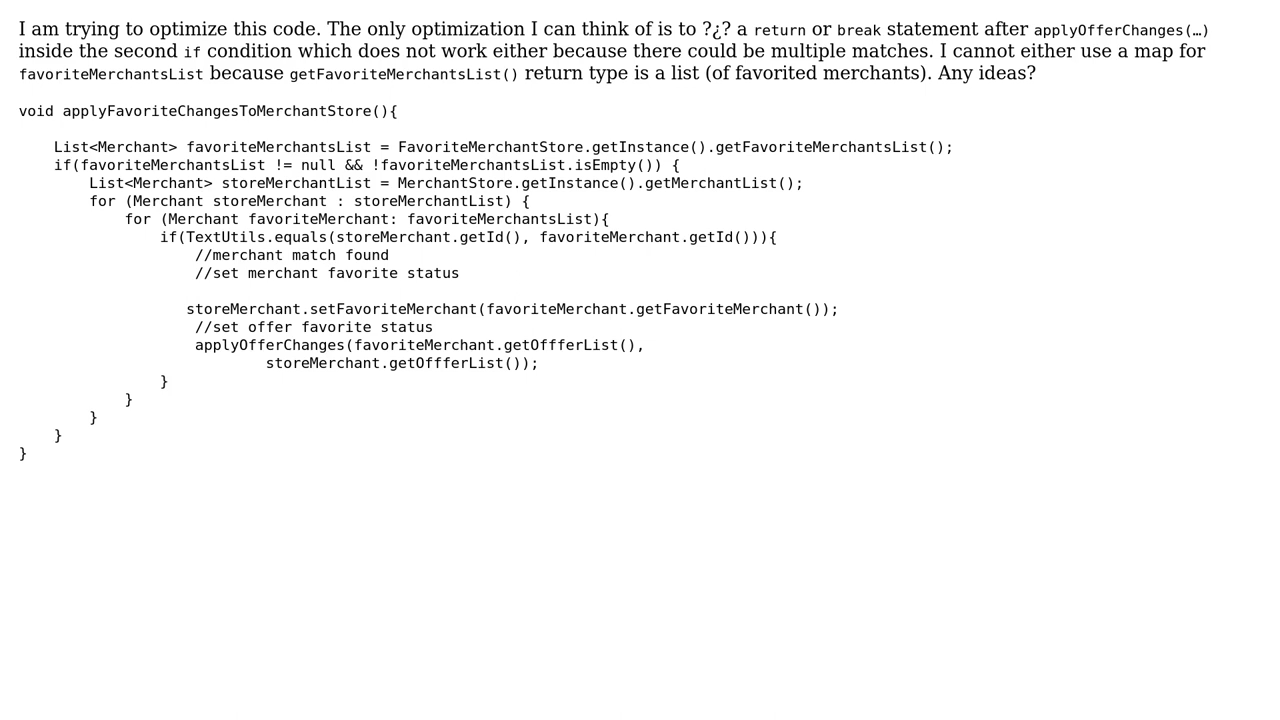 I am trying to optimize this code. The only optimization I can think of is to ?¿? a return or break statement after applyOfferChanges(…)
inside the second if condition which does not work either because there could be multiple matches. I cannot either use a map for
favoriteMerchantsList because getFavoriteMerchantsList() return type is a list (of favorited merchants). Any ideas?
void applyFavoriteChangesToMerchantStore(){
List<Merchant> favoriteMerchantsList = FavoriteMerchantStore.getInstance().getFavoriteMerchantsList();
if(favoriteMerchantsList != null && !favoriteMerchantsList.isEmpty()) {
List<Merchant> storeMerchantList = MerchantStore.getInstance().getMerchantList();
for (Merchant storeMerchant : storeMerchantList) {
for (Merchant favoriteMerchant: favoriteMerchantsList){
if(TextUtils.equals(storeMerchant.getId(), favoriteMerchant.getId())){
//merchant match found
//set merchant favorite status
storeMerchant.setFavoriteMerchant(favoriteMerchant.getFavoriteMerchant());
//set offer favorite status
applyOfferChanges(favoriteMerchant.getOffferList(),
storeMerchant.getOffferList());
}
}
}
}
}